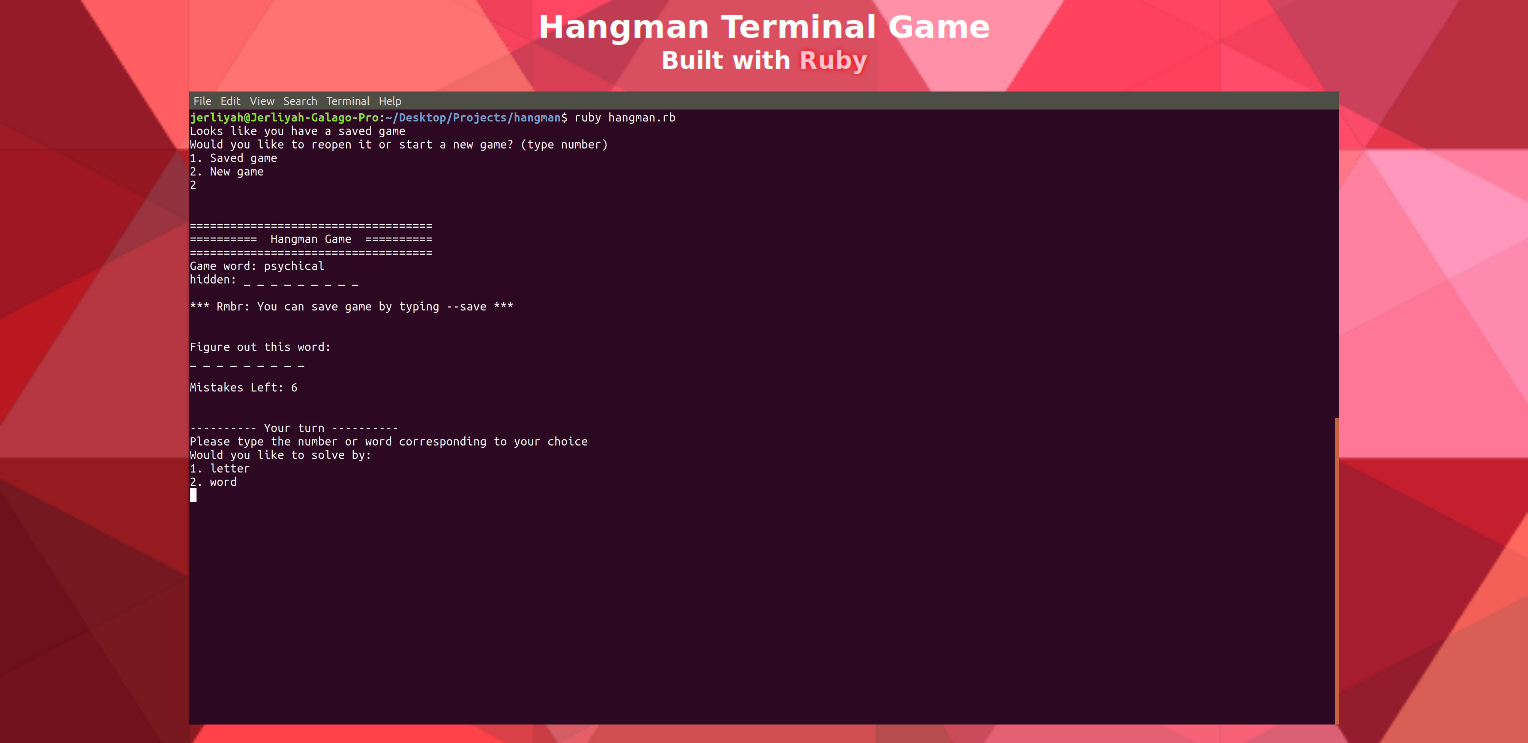 Hangman Terminal Game
Built with Ruby
File Edit View Search Terminal Help
jerliyah@Jerliyah-Galago-Pro:~/Desktop/Projects/hangman$ ruby hangman.rb
Looks like you have a saved game
Would you like to reopen it or start a new game? (type number)
1. Saved game
2. New game
2
====================================
==========  Hangman Game  ==========
====================================
Game word: psychical
hidden: _ _ _ _ _ _ _ _ _
*** Rmbr: You can save game by typing --save ***
Figure out this word:
_ _ _ _ _ _ _ _ _
Mistakes Left: 6
---------- Your turn ----------
Please type the number or word corresponding to your choice
Would you like to solve by:
1. letter
2. word